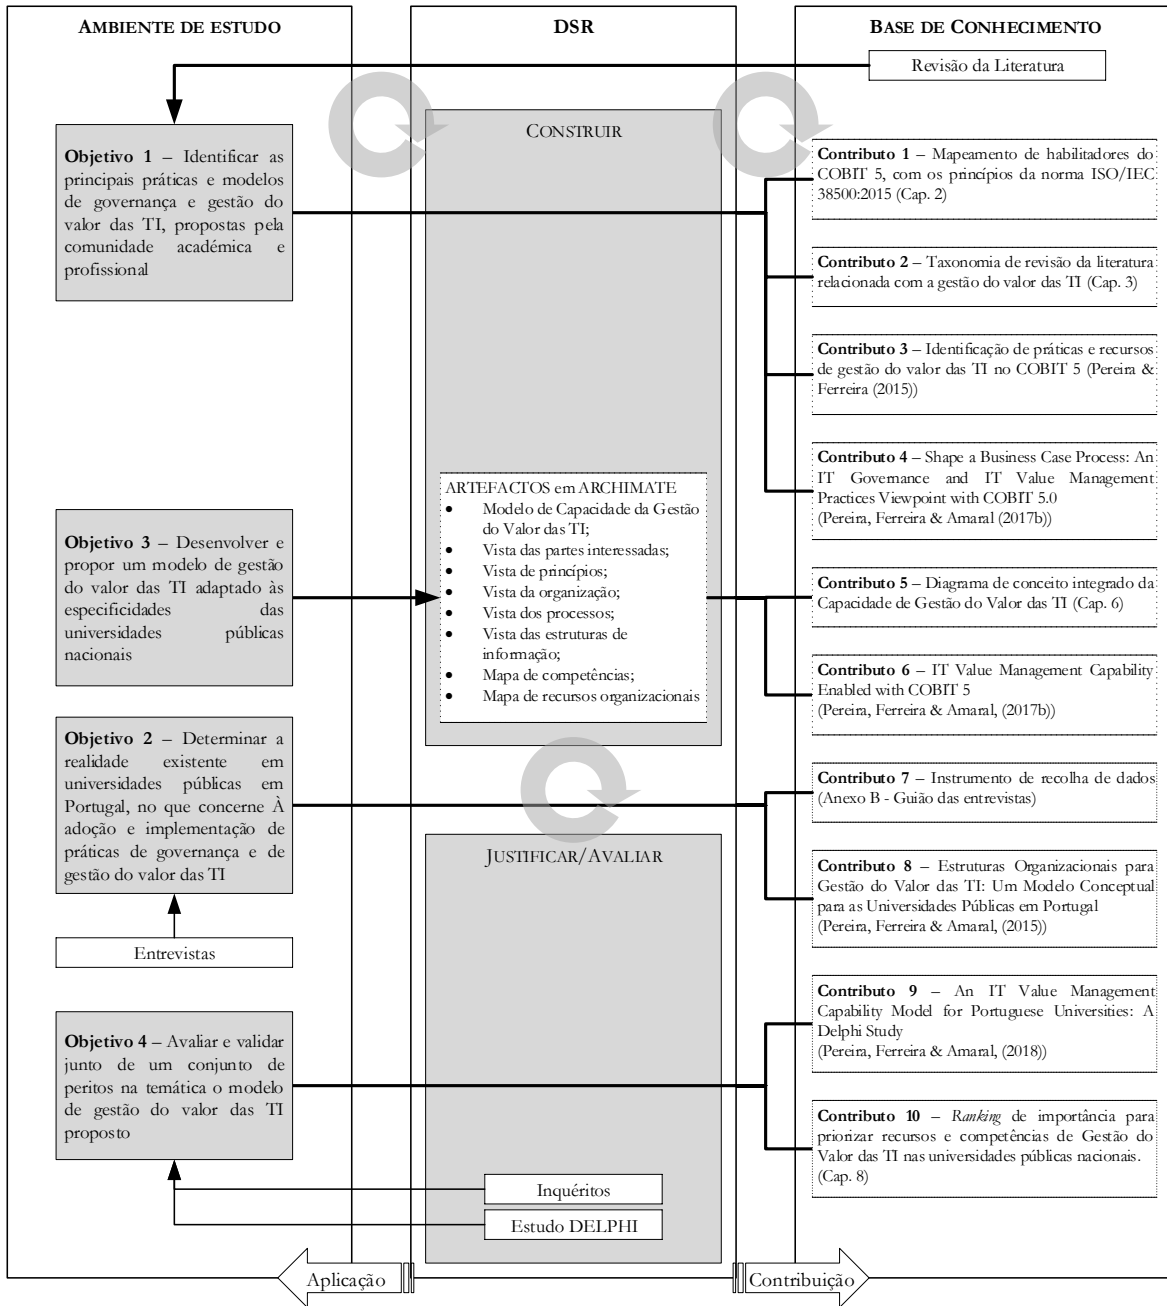 AMBIENTE DE ESTUDO
DSR
BASE DE CONHECIMENTO
Revisão da Literatura
Objetivo 1 – Identificar as
principais práticas e modelos
de governança e gestão do
valor das TI, propostas pela
comunidade académica e
profissional
Objetivo 3 – Desenvolver e
propor um modelo de gestão
do valor das TI adaptado às
especificidades das
universidades públicas
nacionais
Objetivo 2 – Determinar a
realidade existente em
universidades públicas em
Portugal, no que concerne À
adoção e implementação de
práticas de governança e de
gestão do valor das TI
Entrevistas
Objetivo 4 – Avaliar e validar
junto de um conjunto de
peritos na temática o modelo
de gestão do valor das TI
proposto
CONSTRUIR
ARTEFACTOS em ARCHIMATE
• Modelo de Capacidade da Gestão
do Valor das TI;
• Vista das partes interessadas;
• Vista de princípios;
• Vista da organização;
• Vista dos processos;
• Vista das estruturas de
informação;
• Mapa de competências;
• Mapa de recursos organizacionais
JUSTIFICAR/AVALIAR
Inquéritos
Estudo DELPHI
Contributo 1 – Mapeamento de habilitadores do
COBIT 5, com os princípios da norma ISO/IEC
38500:2015 (Cap. 2)
Contributo 2 – Taxonomia de revisão da literatura
relacionada com a gestão do valor das TI (Cap. 3)
Contributo 3 – Identificação de práticas e recursos
de gestão do valor das TI no COBIT 5 (Pereira &
Ferreira (2015))
Contributo 4 – Shape a Business Case Process: An
IT Governance and IT Value Management
Practices Viewpoint with COBIT 5.0
(Pereira, Ferreira & Amaral (2017b))
Contributo 5 – Diagrama de conceito integrado da
Capacidade de Gestão do Valor das TI (Cap. 6)
Contributo 6 – IT Value Management Capability
Enabled with COBIT 5
(Pereira, Ferreira & Amaral, (2017b))
Contributo 7 – Instrumento de recolha de dados
(Anexo B - Guião das entrevistas)
Contributo 8 – Estruturas Organizacionais para
Gestão do Valor das TI: Um Modelo Conceptual
para as Universidades Públicas em Portugal
(Pereira, Ferreira & Amaral, (2015))
Contributo 9 – An IT Value Management
Capability Model for Portuguese Universities: A
Delphi Study
(Pereira, Ferreira & Amaral, (2018))
Contributo 10 – Ranking de importância para
priorizar recursos e competências de Gestão do
Valor das TI nas universidades públicas nacionais.
(Cap. 8)
Aplicação
Contribuição